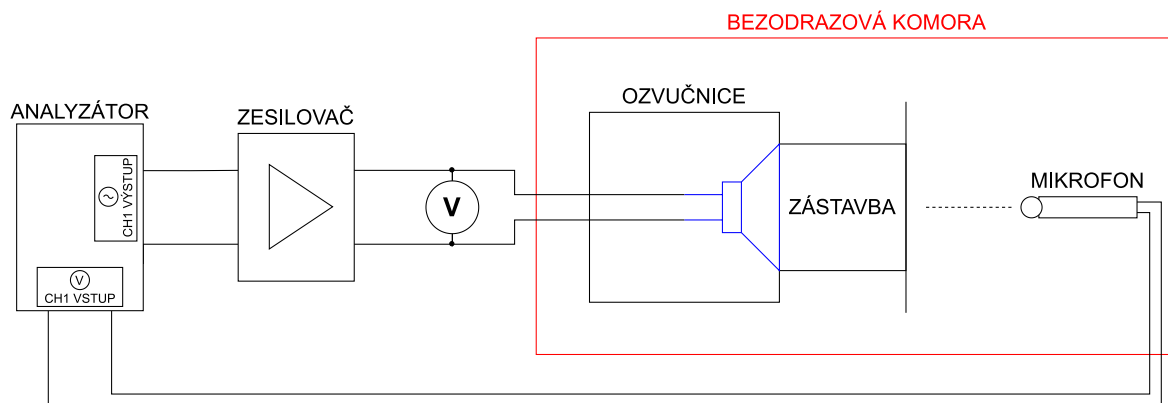 BEZODRAZOVÁ KOMORA
ANALYZÁTOR
ZESILOVAČ
OZVUČNICE
CH1 VÝSTUP
V
ZÁSTAVBA
MIKROFON
V
CH1 VSTUP